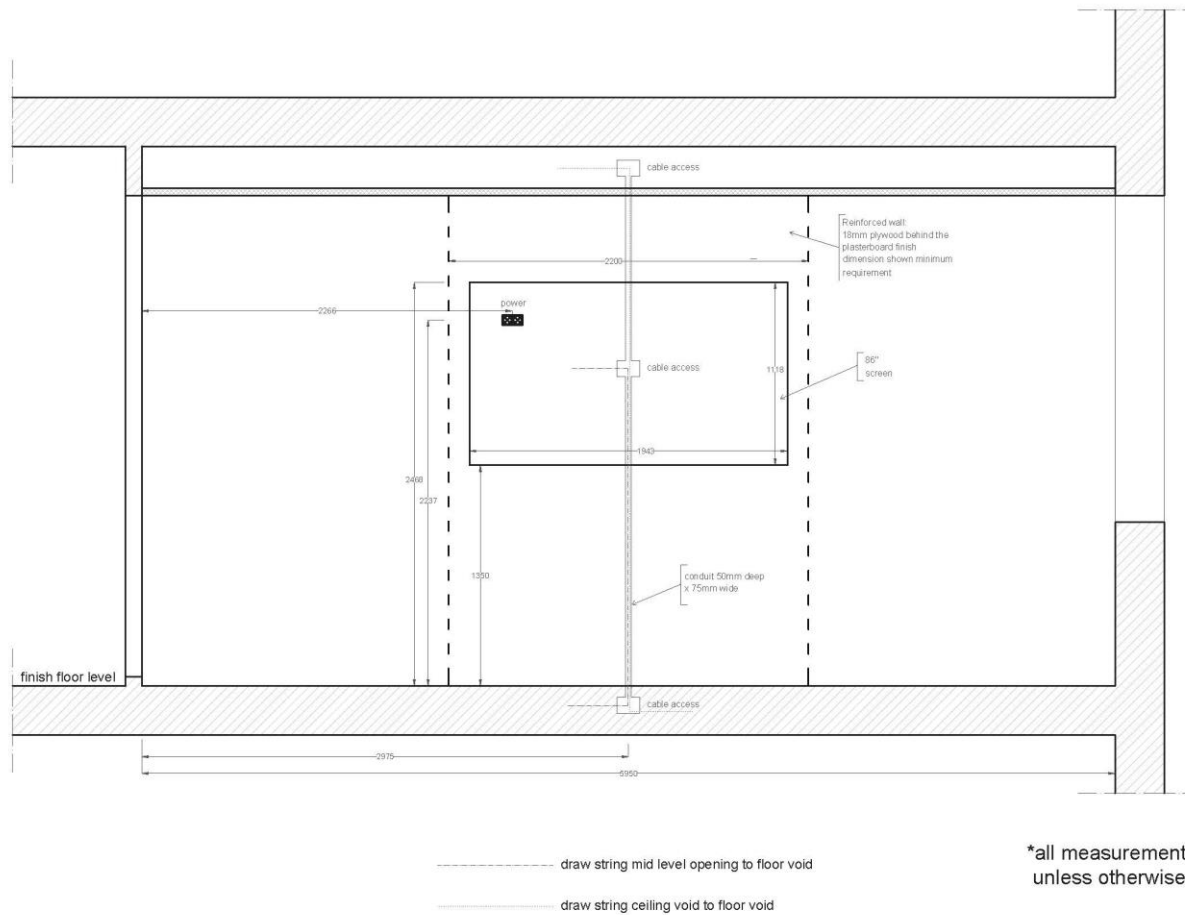 cable access
Reinforced wall:
18mm plywood behind the
plasterboard finish
dimension shown minimum
requirement
2200
power
2266
cable access
86"
screen
1118
1943
2468
2237
1350
conduit 50mm deep
x 75mm wide
finish floor level
cable access
2975
5950
draw string mid level opening to floor void
draw string ceiling void to floor void
*all measurement
unless otherwise